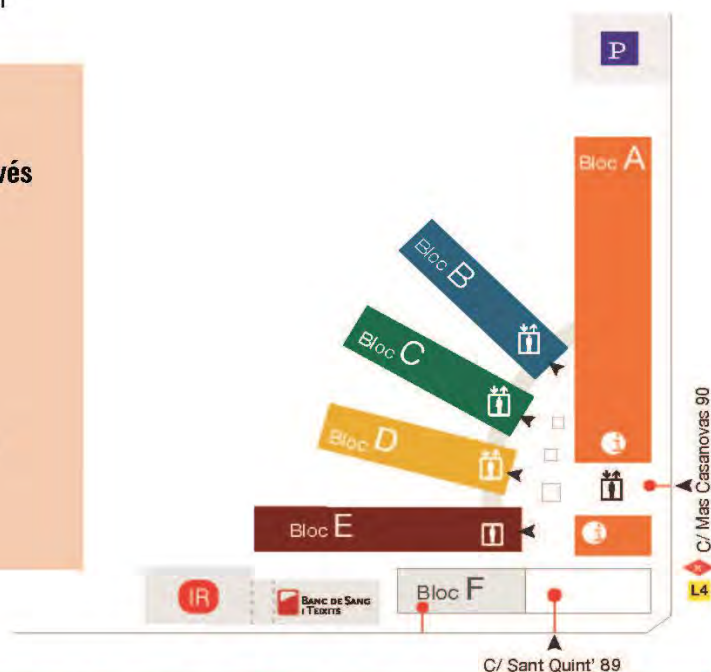 vés
P
Bloc A
Bloc B
Bloc C
Bloc D
Bloc E
Bloc F
i
i
IR
BANC DE SANG
I TEIXITS
C/ Mas Casanovas 90
L4
C/ Sant Quint' 89